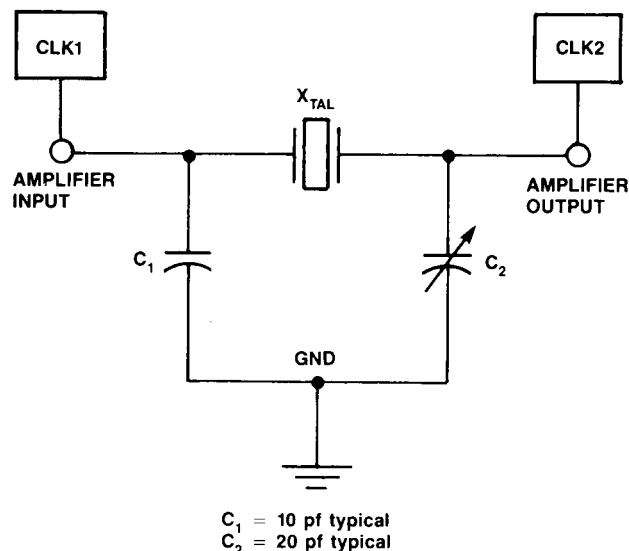 CLK1
CLK2
X_TAL
AMPLIFIER
INPUT
AMPLIFIER
OUTPUT
C₁
C₂
GND
C₁ = 10 pf typical
C₂ = 20 pf typical